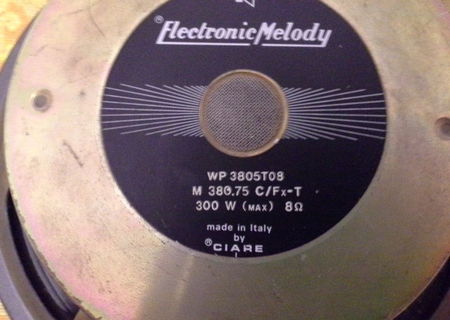 ®ElectronicMelody
WP 3805T08
M 380.75 C/Fx-T
300 W (MAX) 8Ω
made in Italy
by
®CIARE